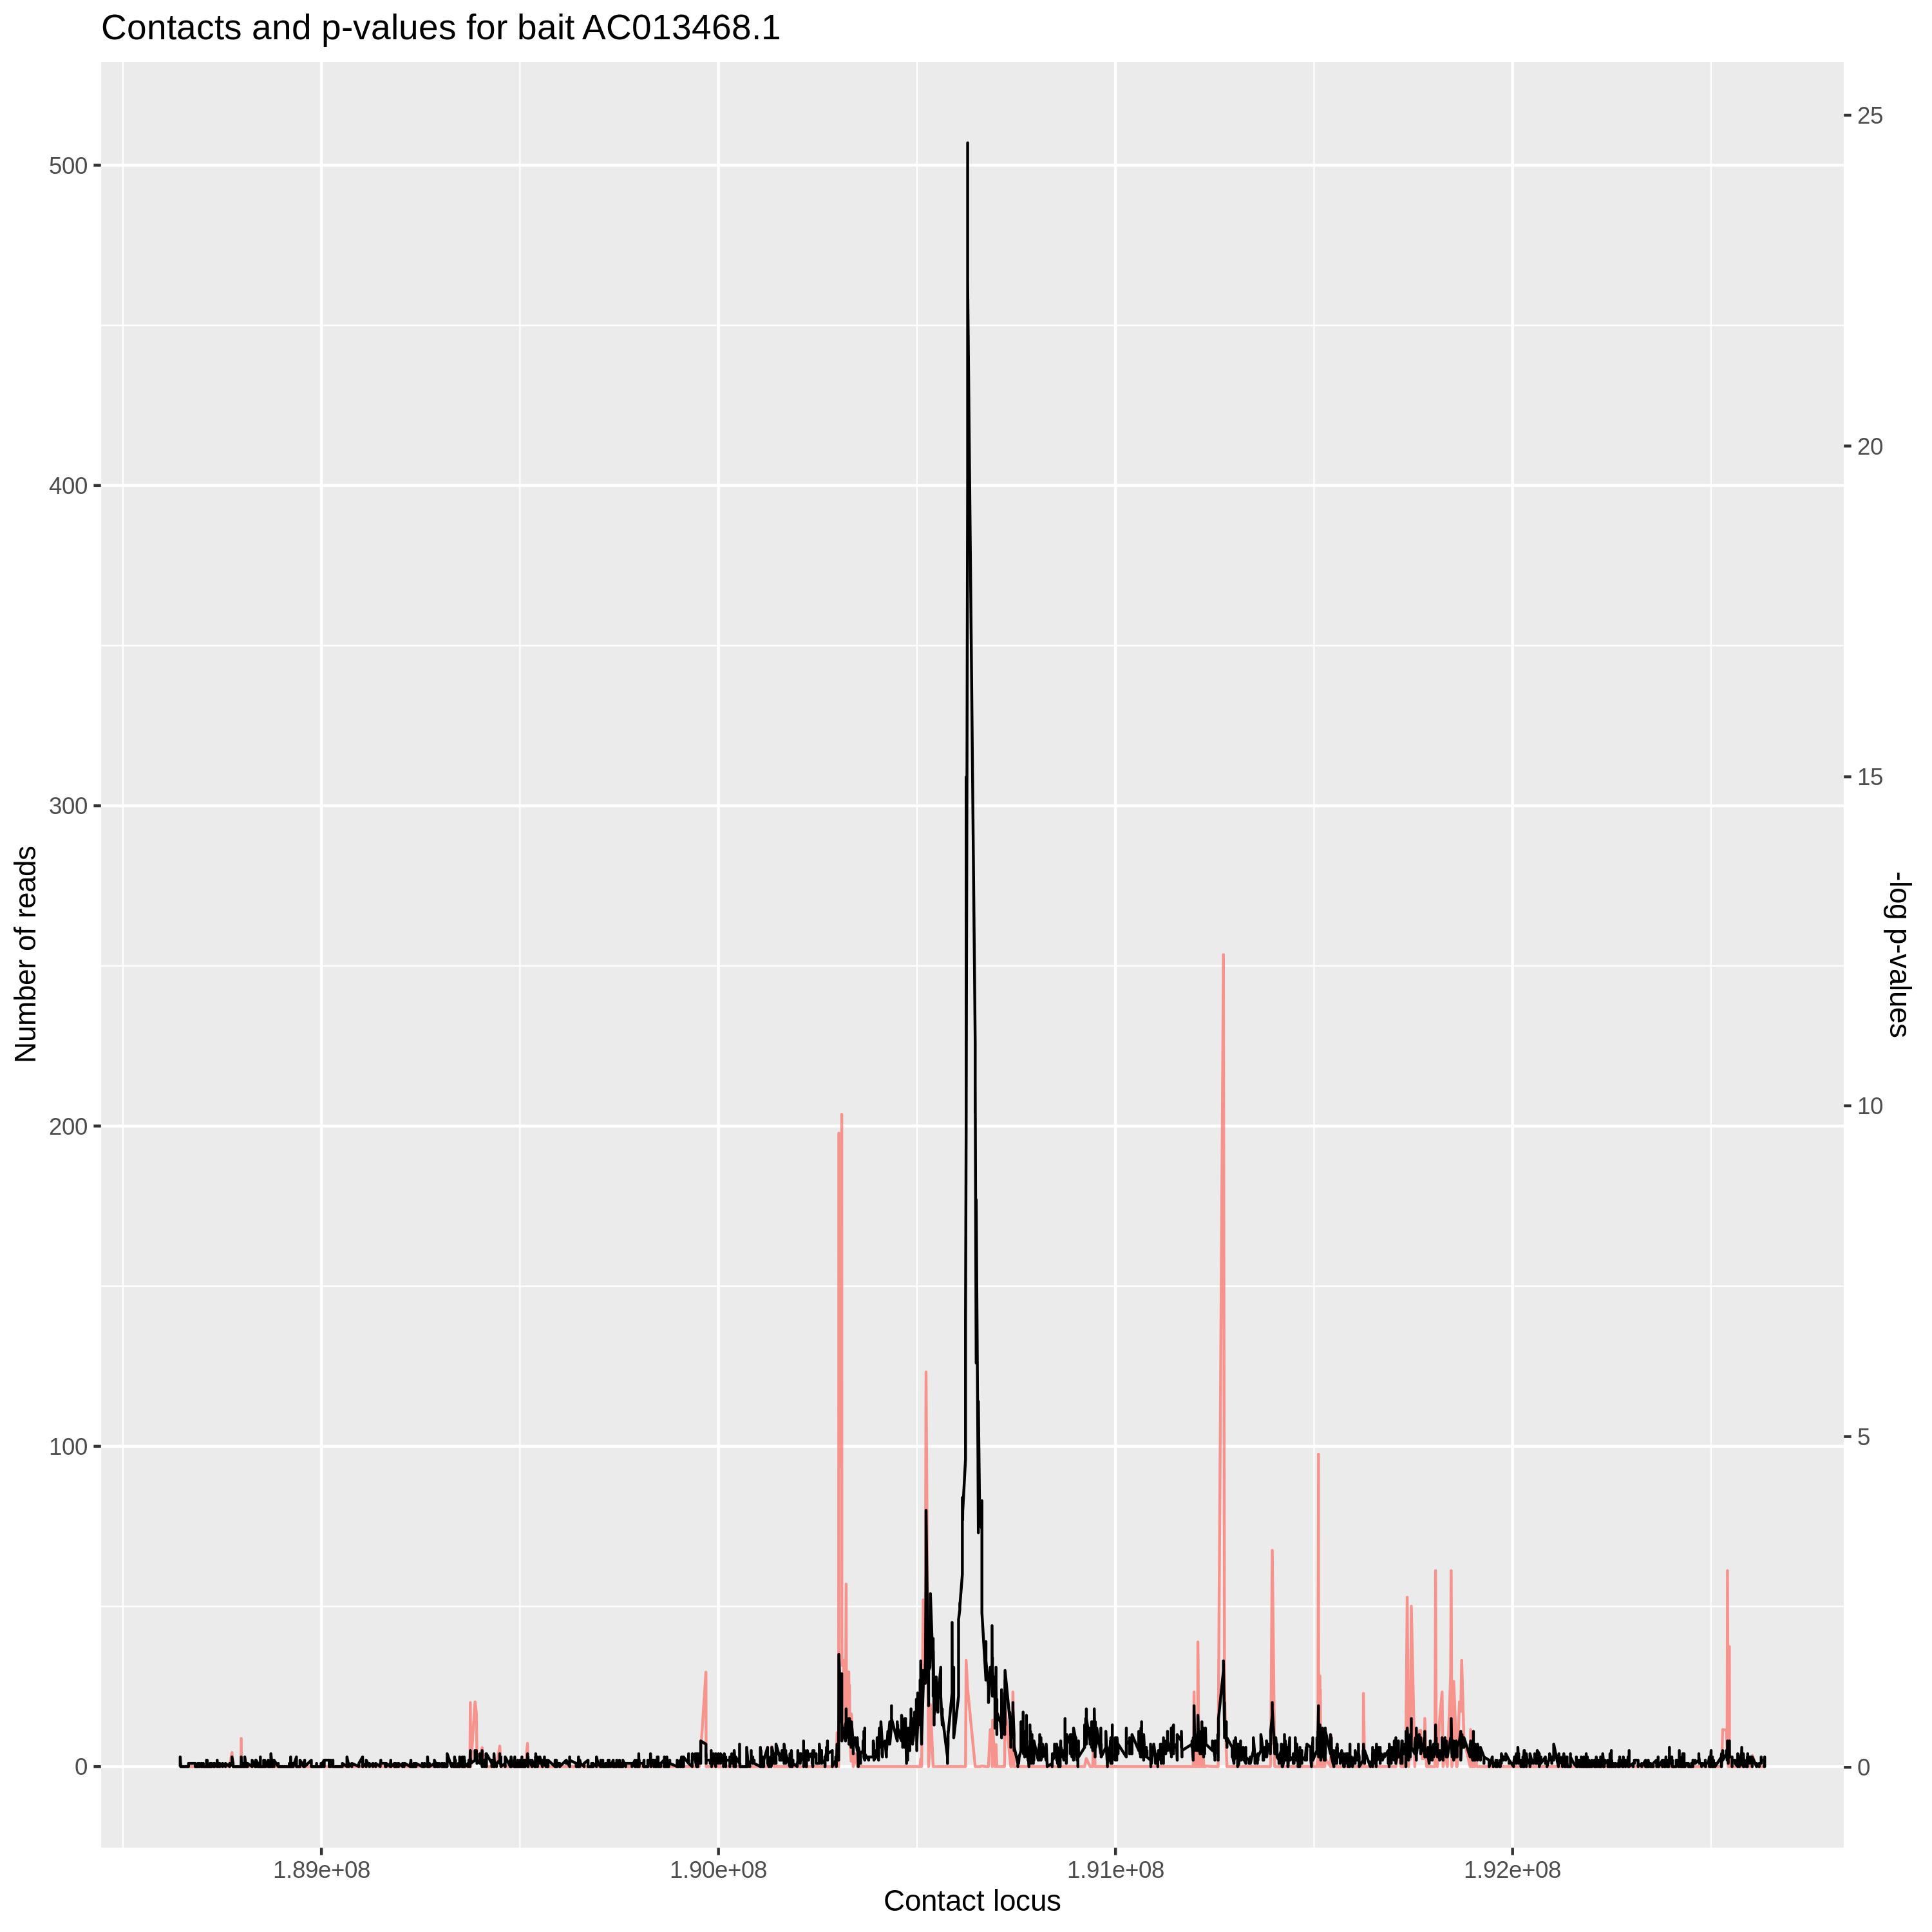 Contacts and p-values for bait AC013468.1
Number of reads
500
400
300
200
100
0
25
20
15
10
5
0
-log p-values
1.89e+08 1.90e+08 1.91e+08 1.92e+08
Contact locus